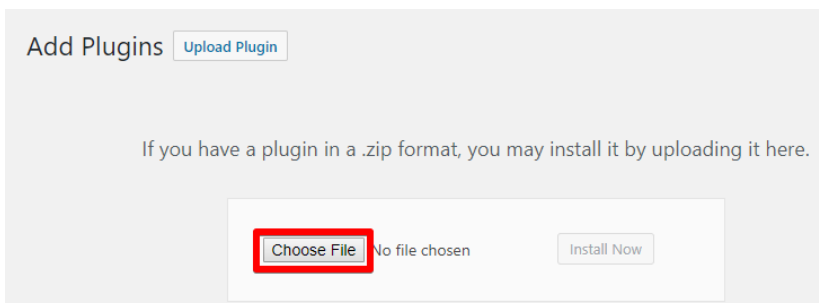 Add Plugins Upload Plugin
If you have a plugin in a .zip format, you may install it by uploading it here.
Choose File No file chosen Install Now